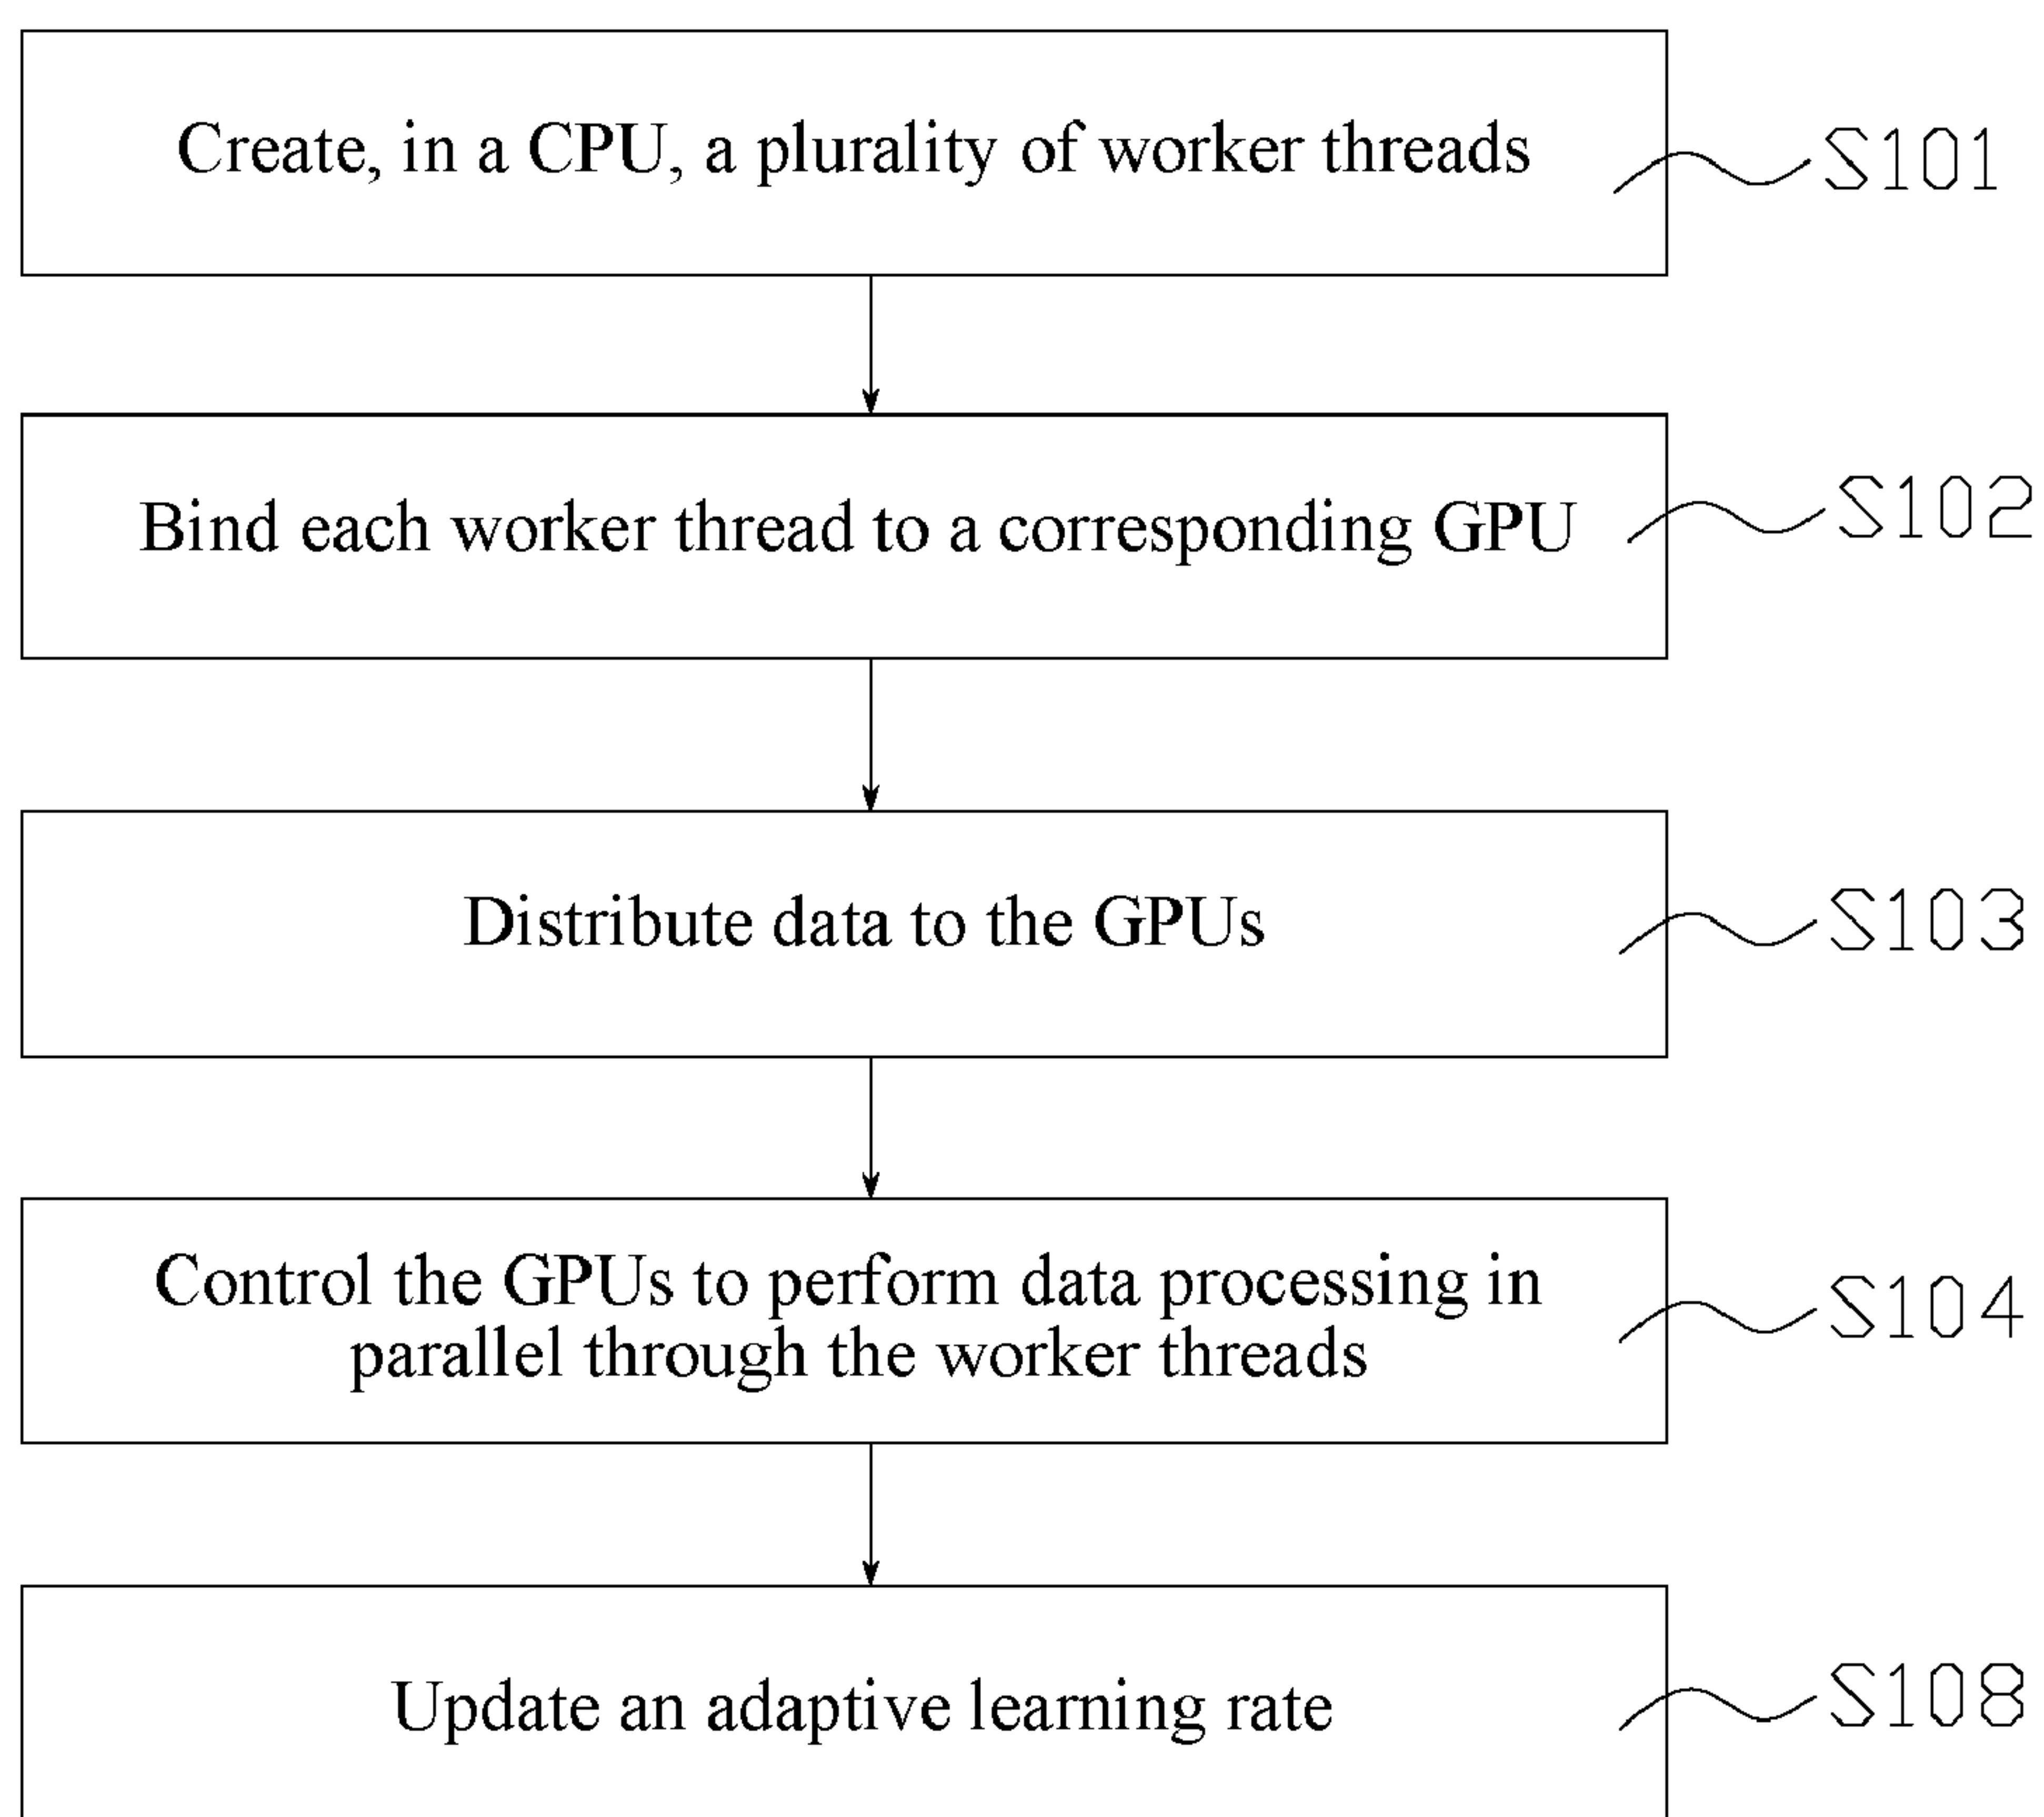 Create, in a CPU, a plurality of worker threads
S101
Bind each worker thread to a corresponding GPU
S102
Distribute data to the GPUs
S103
Control the GPUs to perform data processing in
parallel through the worker threads
S104
Update an adaptive learning rate
S108